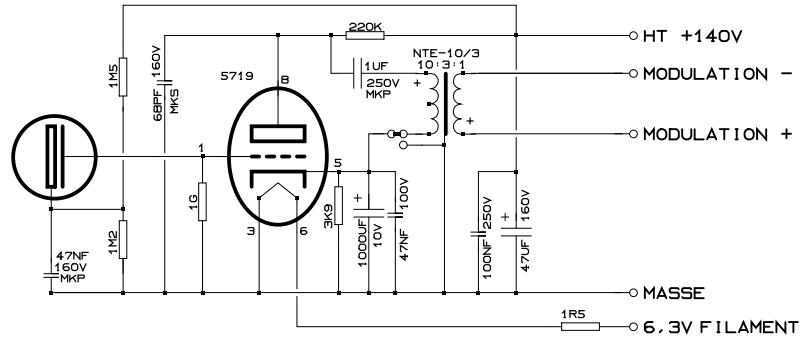 220K
HT +140V
NTE-10/3
10:3:1
160V
1UF
250V
MKP
+
MODULATION -
1M5
68PF
MKS
5719
8
+
MODULATION +
1
5
1G
3K9
+
1000UF
10V
100V
47NF
100NF
250V
+
160V
47UF
1M2
3
6
47NF
160V
MKP
MASSE
1R5
6,3V FILAMENT